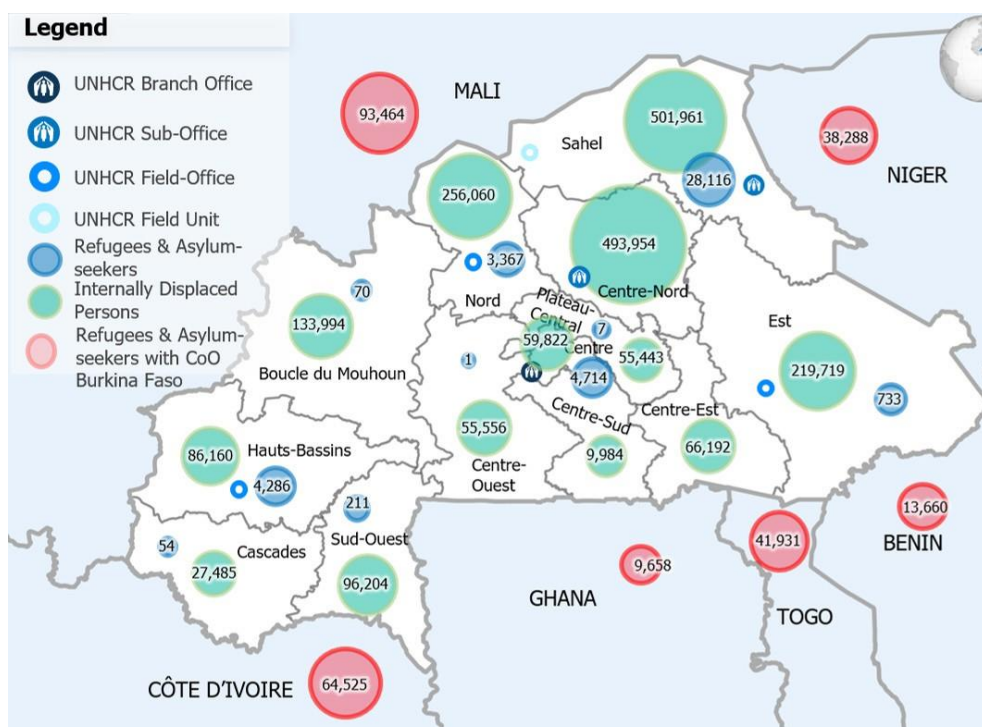 Legend
UNHCR Branch Office
UNHCR Sub-Office
UNHCR Field-Office
UNHCR Field Unit
Refugees & Asylum-
seekers
Internally Displaced
Persons
Refugees & Asylum-
seekers with CoO
Burkina Faso
MALI
93,464
501,961
Sahel
38,288
NIGER
28,116
256,060
493,954
3,367
Nord
Centre-Nord
70
133,994
Boucle du Mouhoun
Plateau-
Central
7
59,822
Centre
55,443
1
4,714
Est
219,719
733
Centre-Sud
Centre-Est
55,556
9,984
66,192
Centre-
Ouest
86,160
Hauts-Bassins
4,286
211
Sud-Ouest
54
Cascades
27,485
96,204
13,660
BENIN
41,931
TOGO
9,658
GHANA
CÔTE D'IVOIRE
64,525